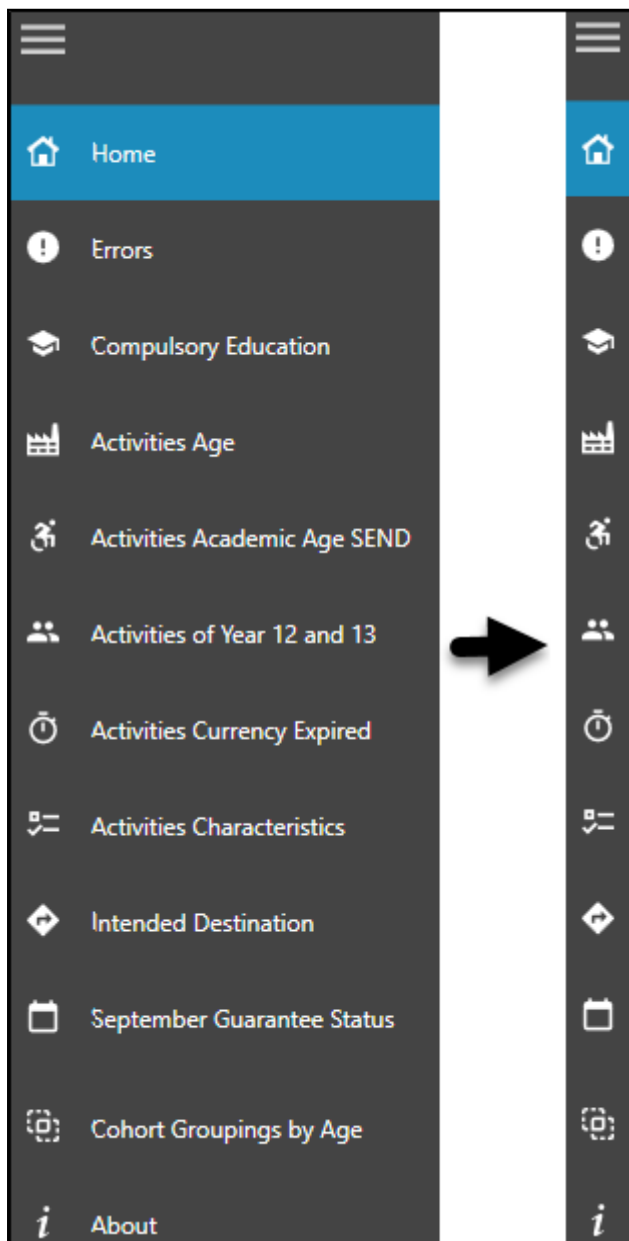 Home
Errors
Compulsory Education
Activities Age
Activities Academic Age SEND
Activities of Year 12 and 13
Activities Currency Expired
Activities Characteristics
Intended Destination
September Guarantee Status
Cohort Groupings by Age
About